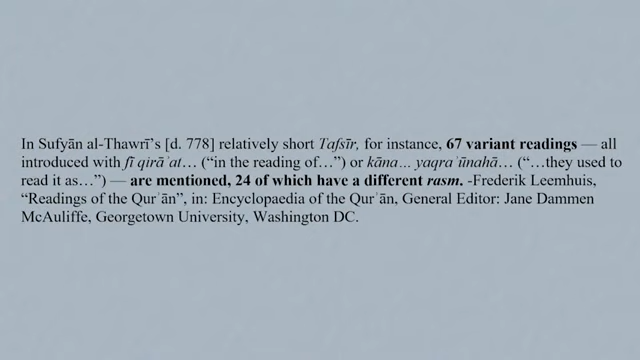 In Sufyān al-Thawrī's [d. 778] relatively short Tafsīr, for instance, 67 variant readings — all
introduced with fī qirāʾat… (“in the reading of…”) or kāna… yaqraʾūnahā… (“…they used to
read it as…”) — are mentioned, 24 of which have a different rasm. -Frederik Leemhuis,
“Readings of the Qurʾān”, in: Encyclopaedia of the Qurʾān, General Editor: Jane Dammen
McAuliffe, Georgetown University, Washington DC.